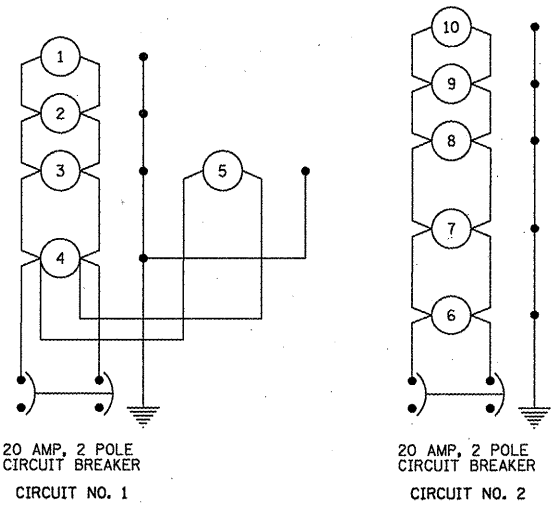 1
2
3
4
5
20 AMP, 2 POLE
CIRCUIT BREAKER
CIRCUIT NO. 1
10
9
8
7
6
20 AMP, 2 POLE
CIRCUIT BREAKER
CIRCUIT NO. 2